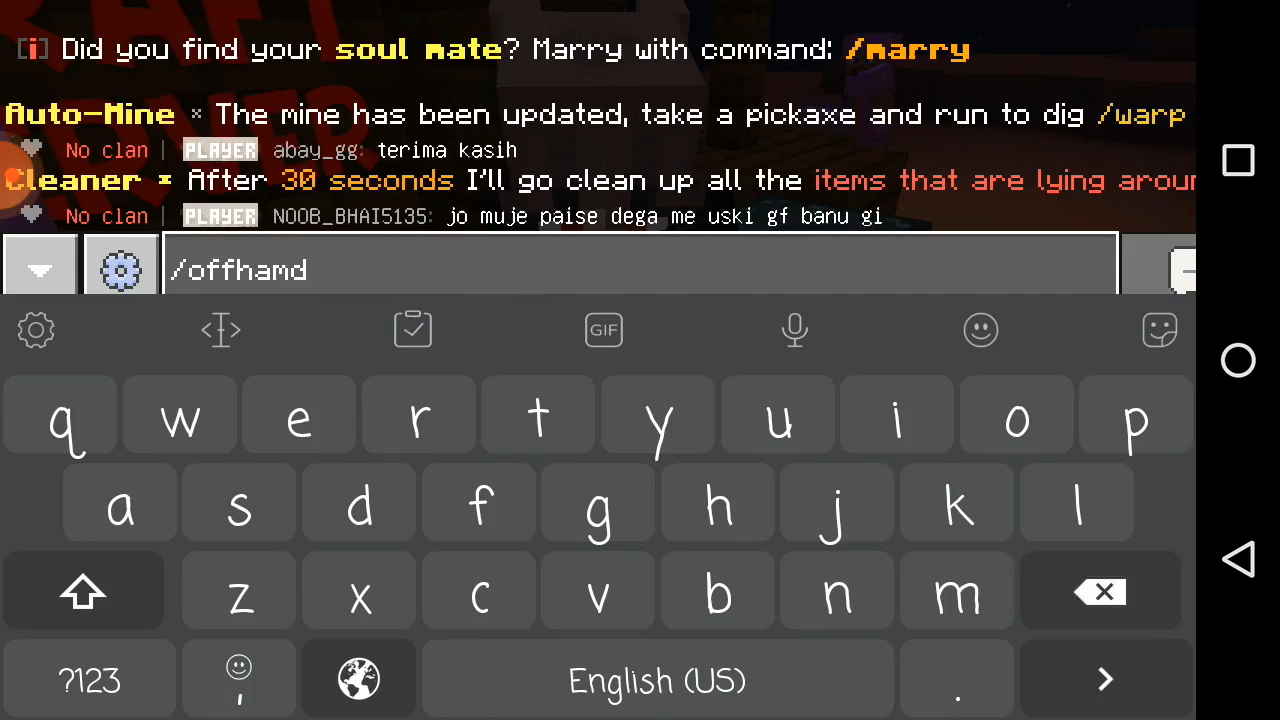 [i] Did you find your soul mate? Marry with command: /marry
Auto-Mine × The mine has been updated, take a pickaxe and run to dig /warp
No clan | PLAYER abay_gg: terima kasih
Cleaner × After 30 seconds I'll go clean up all the items that are lying aroun
No clan | PLAYER NOOB_BHAI5135: jo muje paise dega me uski gf banu gi
/offhamd
GIF
q w e r t y u i o p
a s d f g h j k l
z x c v b n m
?123 , English (US) .